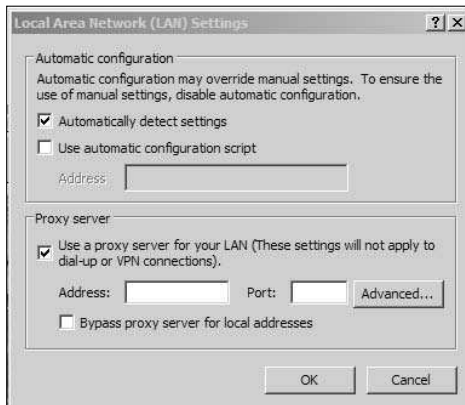 Local Area Network (LAN) Settings
Automatic configuration
Automatic configuration may override manual settings. To ensure the
use of manual settings, disable automatic configuration.
Automatically detect settings
Use automatic configuration script
Address
Proxy server
Use a proxy server for your LAN (These settings will not apply to
dial-up or VPN connections).
Address: Port: Advanced...
Bypass proxy server for local addresses
OK Cancel